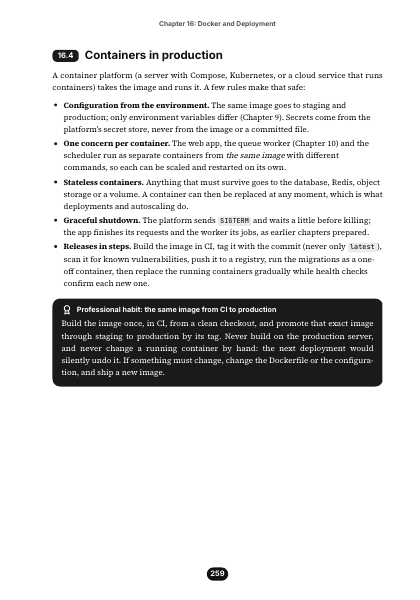 Chapter 16: Docker and Deployment
16.4 Containers in production
A container platform (a server with Compose, Kubernetes, or a cloud service that runs
containers) takes the image and runs it. A few rules make that safe:
• Configuration from the environment. The same image goes to staging and
production; only environment variables differ (Chapter 9). Secrets come from the
platform's secret store, never from the image or a committed file.
• One concern per container. The web app, the queue worker (Chapter 10) and the
scheduler run as separate containers from the same image with different
commands, so each can be scaled and restarted on its own.
• Stateless containers. Anything that must survive goes to the database, Redis, object
storage or a volume. A container can then be replaced at any moment, which is what
deployments and autoscaling do.
• Graceful shutdown. The platform sends SIGTERM and waits a little before killing;
the app finishes its requests and the worker its jobs, as earlier chapters prepared.
• Releases in steps. Build the image in CI, tag it with the commit (never only latest),
scan it for known vulnerabilities, push it to a registry, run the migrations as a one-
off container, then replace the running containers gradually while health checks
confirm each new one.
Professional habit: the same image from CI to production
Build the image once, in CI, from a clean checkout, and promote that exact image
through staging to production by its tag. Never build on the production server,
and never change a running container by hand: the next deployment would
silently undo it. If something must change, change the Dockerfile or the configura-
tion, and ship a new image.
259